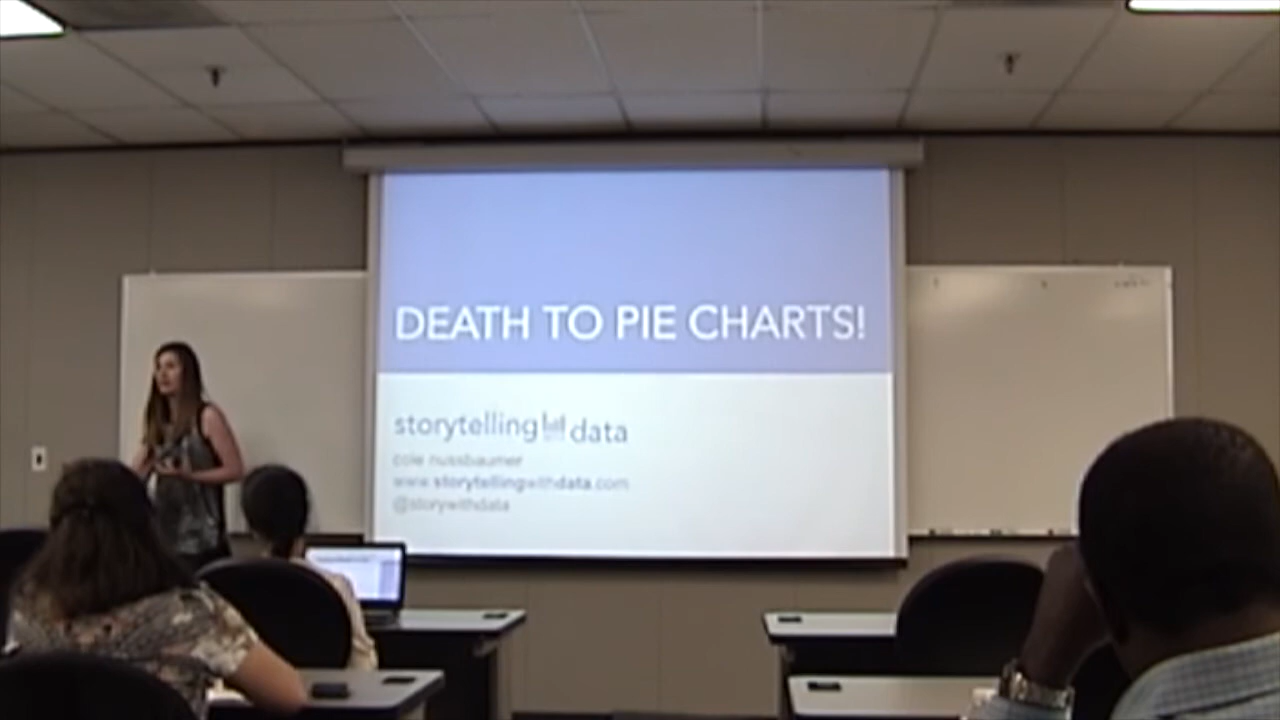 DEATH TO PIE CHARTS!
storytelling data
cole nussbaumer
www.storytellingwithdata.com
@storywithdata